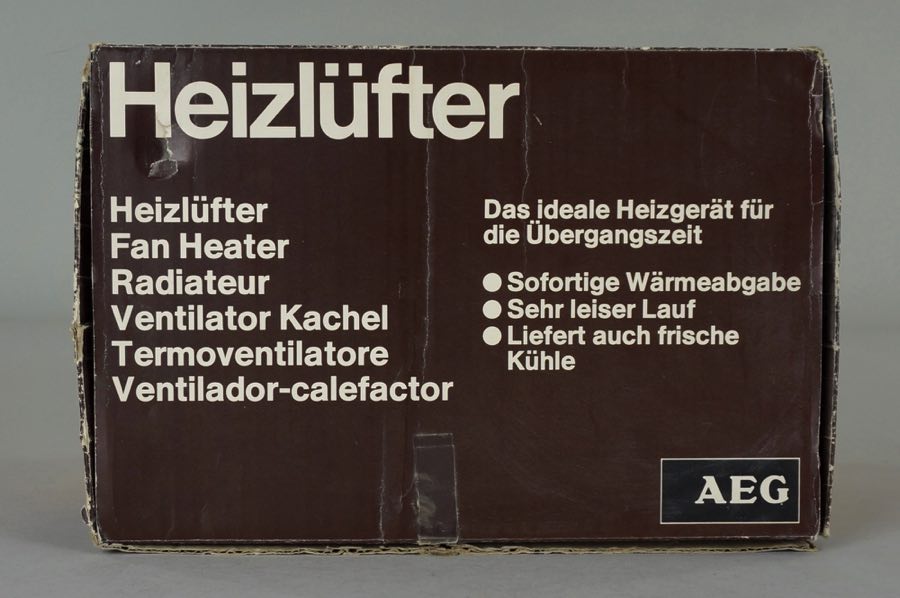 Heizlüfter
Heizlüfter
Fan Heater
Radiateur
Ventilator Kachel
Termoventilatore
Ventilador-calefactor
Das ideale Heizgerät für
die Übergangszeit
● Sofortige Wärmeabgabe
● Sehr leiser Lauf
● Liefert auch frische
Kühle
AEG